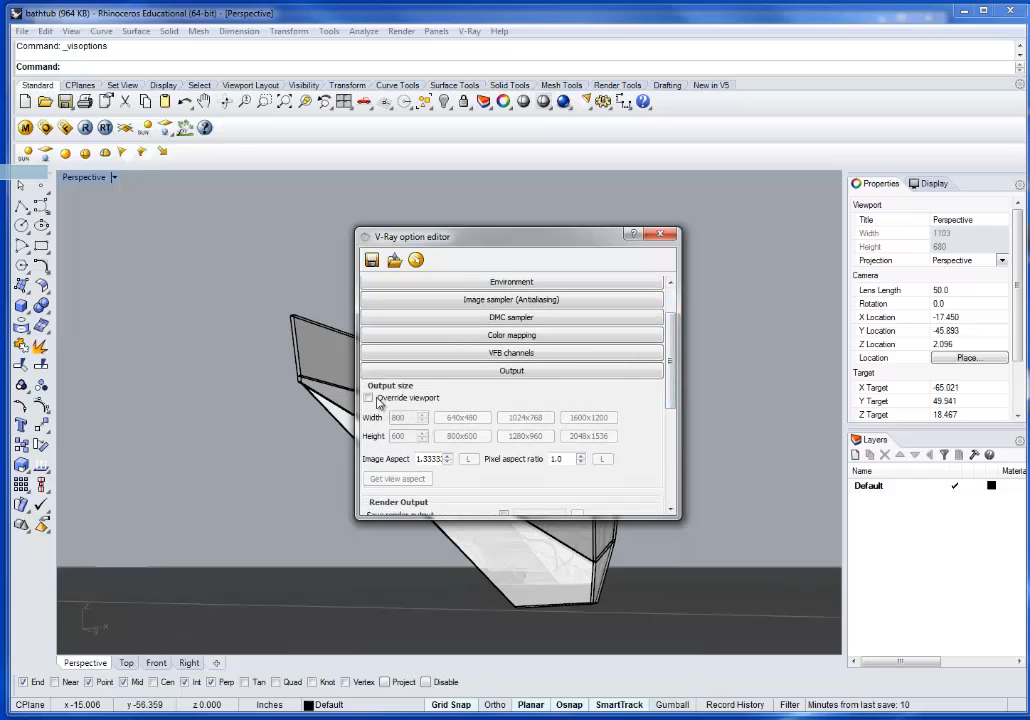 bathtub (964 KB) - Rhinoceros Educational (64-bit) - [Perspective]
File Edit View Curve Surface Solid Mesh Dimension Transform Tools Analyze Render Panels V-Ray Help
Command: _visoptions
Command:
Standard CPlanes Set View Display Select Viewport Layout Visibility Transform Curve Tools Surface Tools Solid Tools Mesh Tools Render Tools Drafting New in V5
M R RT ?
SUN
Perspective
V-Ray option editor
Environment
Image sampler (Antialiasing)
DMC sampler
Color mapping
VFB channels
Output
Output size
Override viewport
Width 800 640x480 1024x768 1600x1200
Height 600 800x600 1280x960 2048x1536
Image Aspect 1.3333 L Pixel aspect ratio 1.0 L
Get view aspect
Render Output
Save render output
Properties Display
Viewport
Title Perspective
Width 1103
Height 680
Projection Perspective
Camera
Lens Length 50.0
Rotation 0.0
X Location -17.450
Y Location -45.893
Z Location 2.096
Location Place...
Target
X Target -65.021
Y Target 49.941
Z Target 18.467
Layers
Name Materia
Default
z x
Perspective Top Front Right
End Near Point Mid Cen Int Perp Tan Quad Knot Vertex Project Disable
CPlane x -15.006 y -56.359 z 0.000 Inches Default Grid Snap Ortho Planar Osnap SmartTrack Gumball Record History Filter Minutes from last save: 10